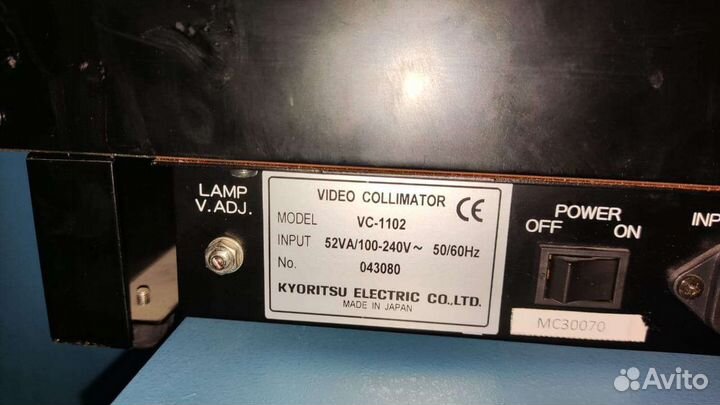 LAMP
V.ADJ.
VIDEO COLLIMATOR CE
MODEL VC-1102
INPUT 52VA/100-240V~ 50/60Hz
No. 043080
KYORITSU ELECTRIC CO.,LTD.
MADE IN JAPAN
POWER
OFF ON
MC30070
INP
Avito